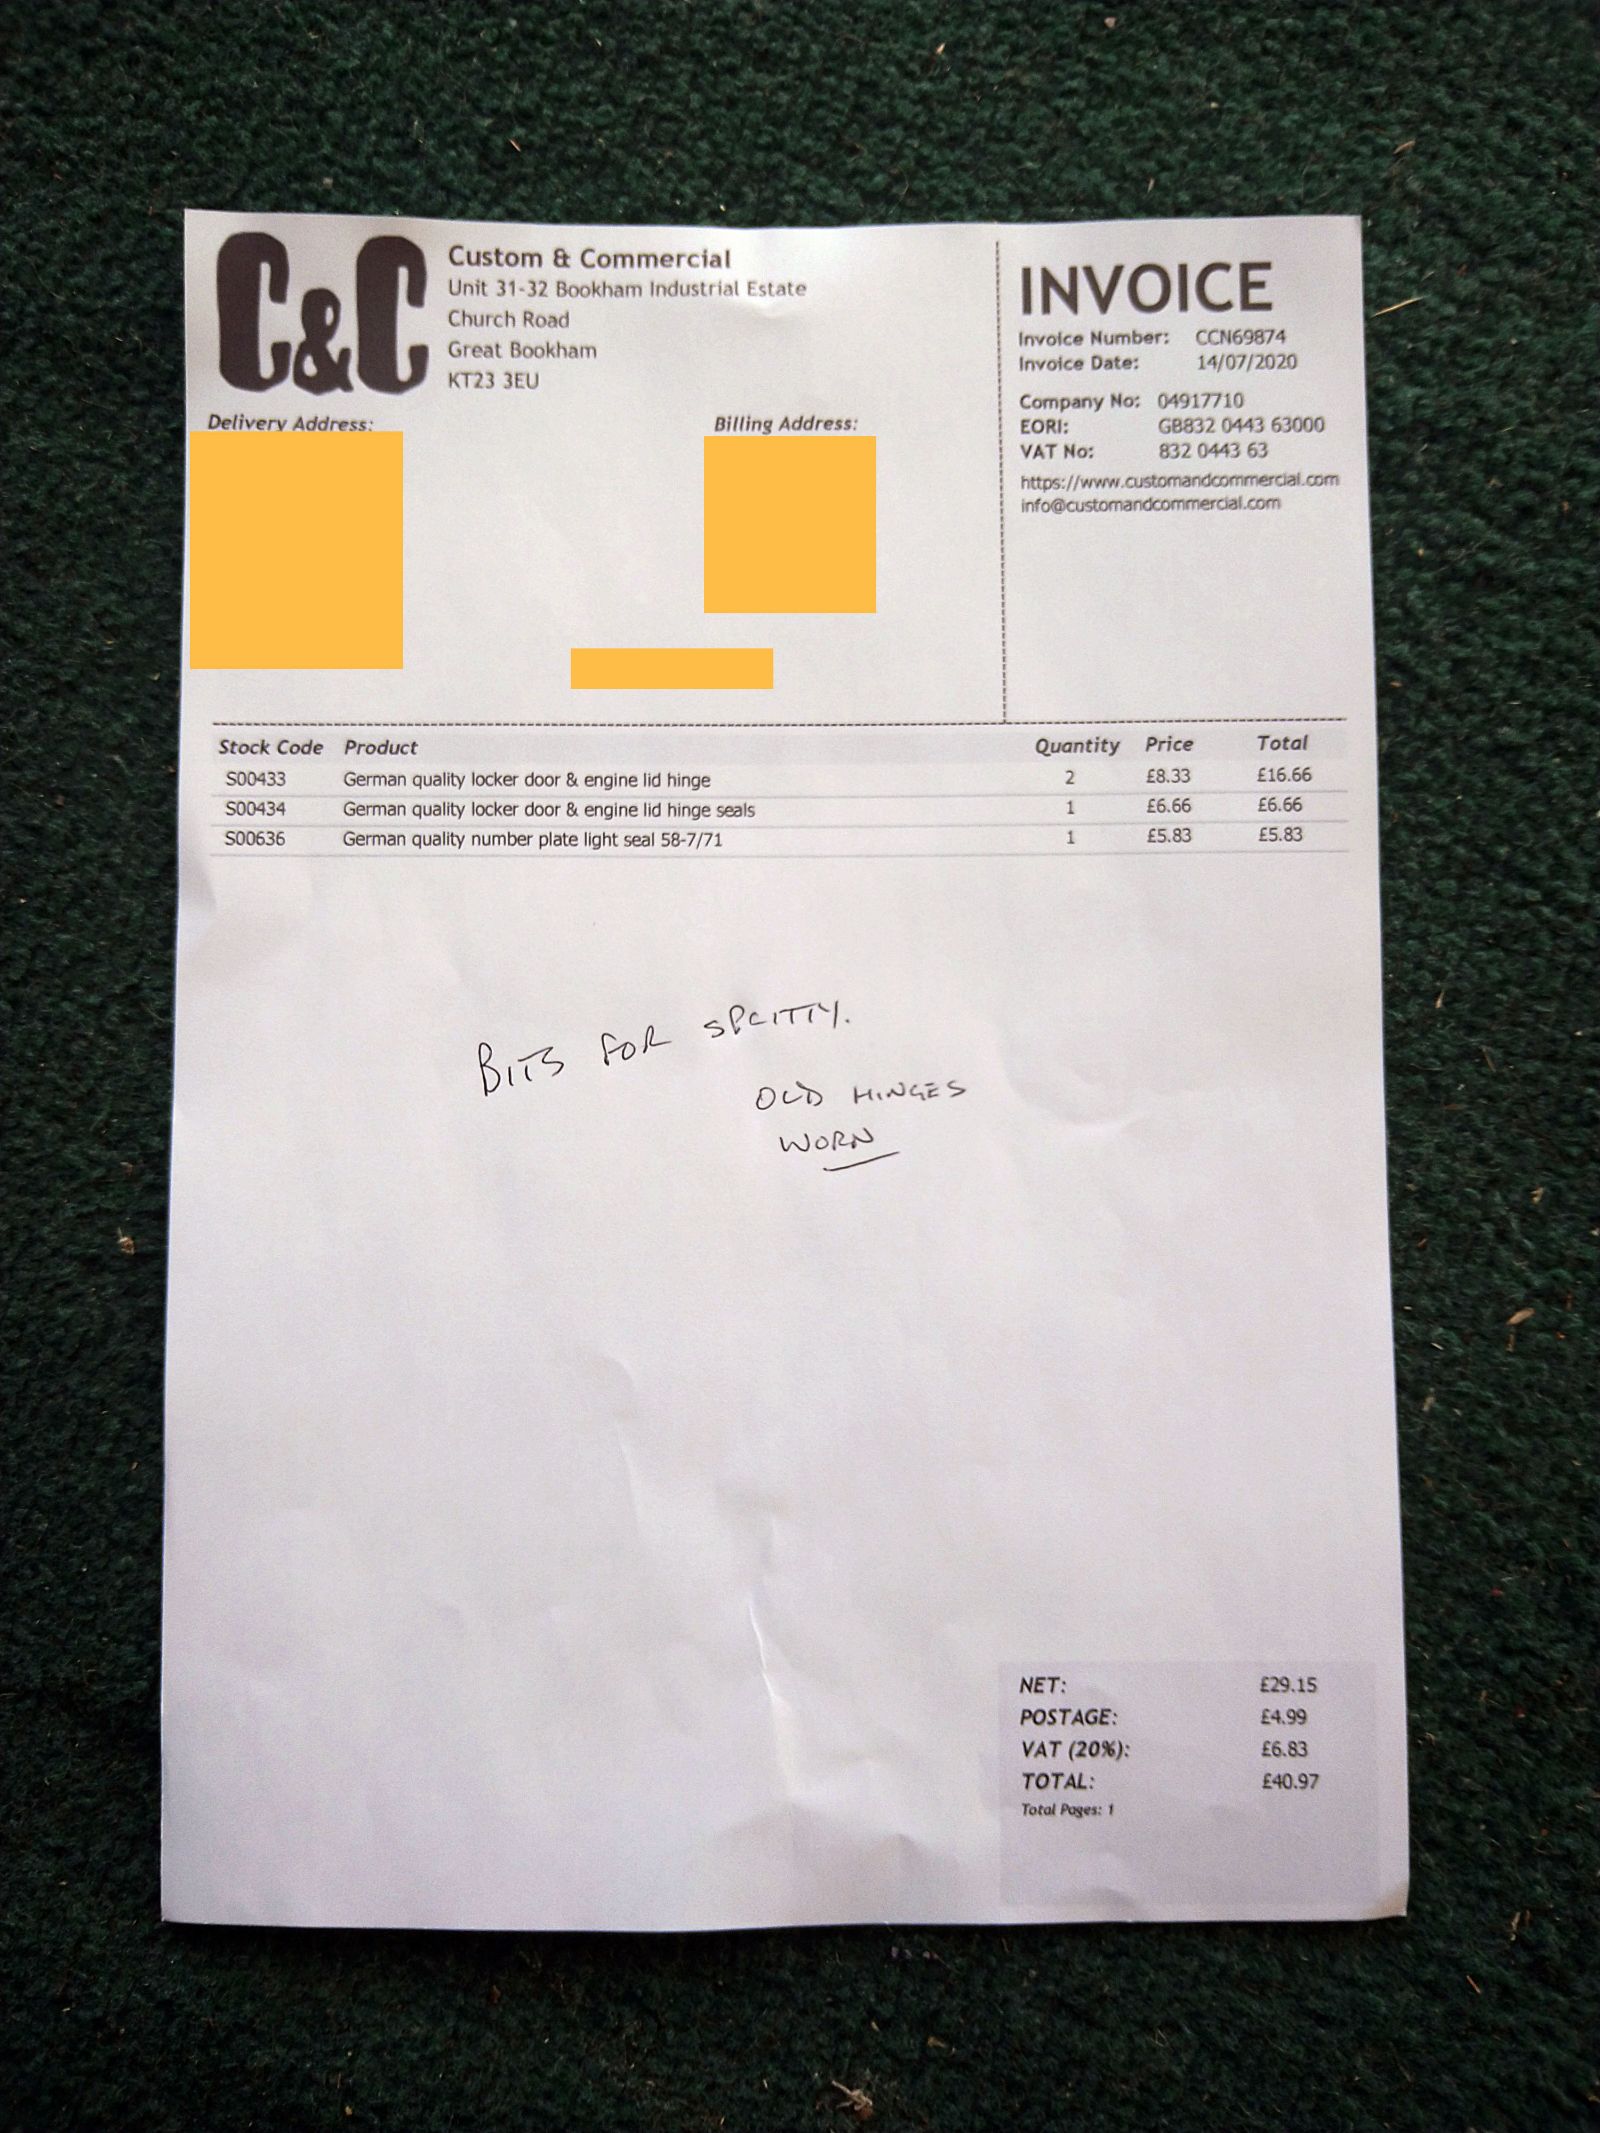 C&C
Custom & Commercial
Unit 31-32 Bookham Industrial Estate
Church Road
Great Bookham
KT23 3EU
Delivery Address:
Billing Address:
INVOICE
Invoice Number: CCN69874
Invoice Date: 14/07/2020
Company No: 04917710
EORI: GB832 0443 63000
VAT No: 832 0443 63
https://www.customandcommercial.com
info@customandcommercial.com
Stock Code Product Quantity Price Total
S00433 German quality locker door & engine lid hinge 2 £8.33 £16.66
S00434 German quality locker door & engine lid hinge seals 1 £6.66 £6.66
S00636 German quality number plate light seal 58-7/71 1 £5.83 £5.83
BITS FOR SPLITTY.
OLD HINGES
WORN
NET: £29.15
POSTAGE: £4.99
VAT (20%): £6.83
TOTAL: £40.97
Total Pages: 1